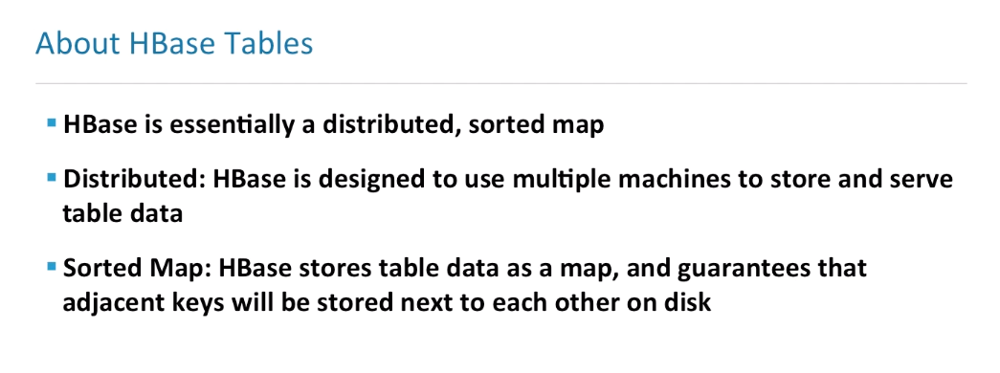 About HBase Tables
▪ HBase is essentially a distributed, sorted map
▪ Distributed: HBase is designed to use multiple machines to store and serve
table data
▪ Sorted Map: HBase stores table data as a map, and guarantees that
adjacent keys will be stored next to each other on disk